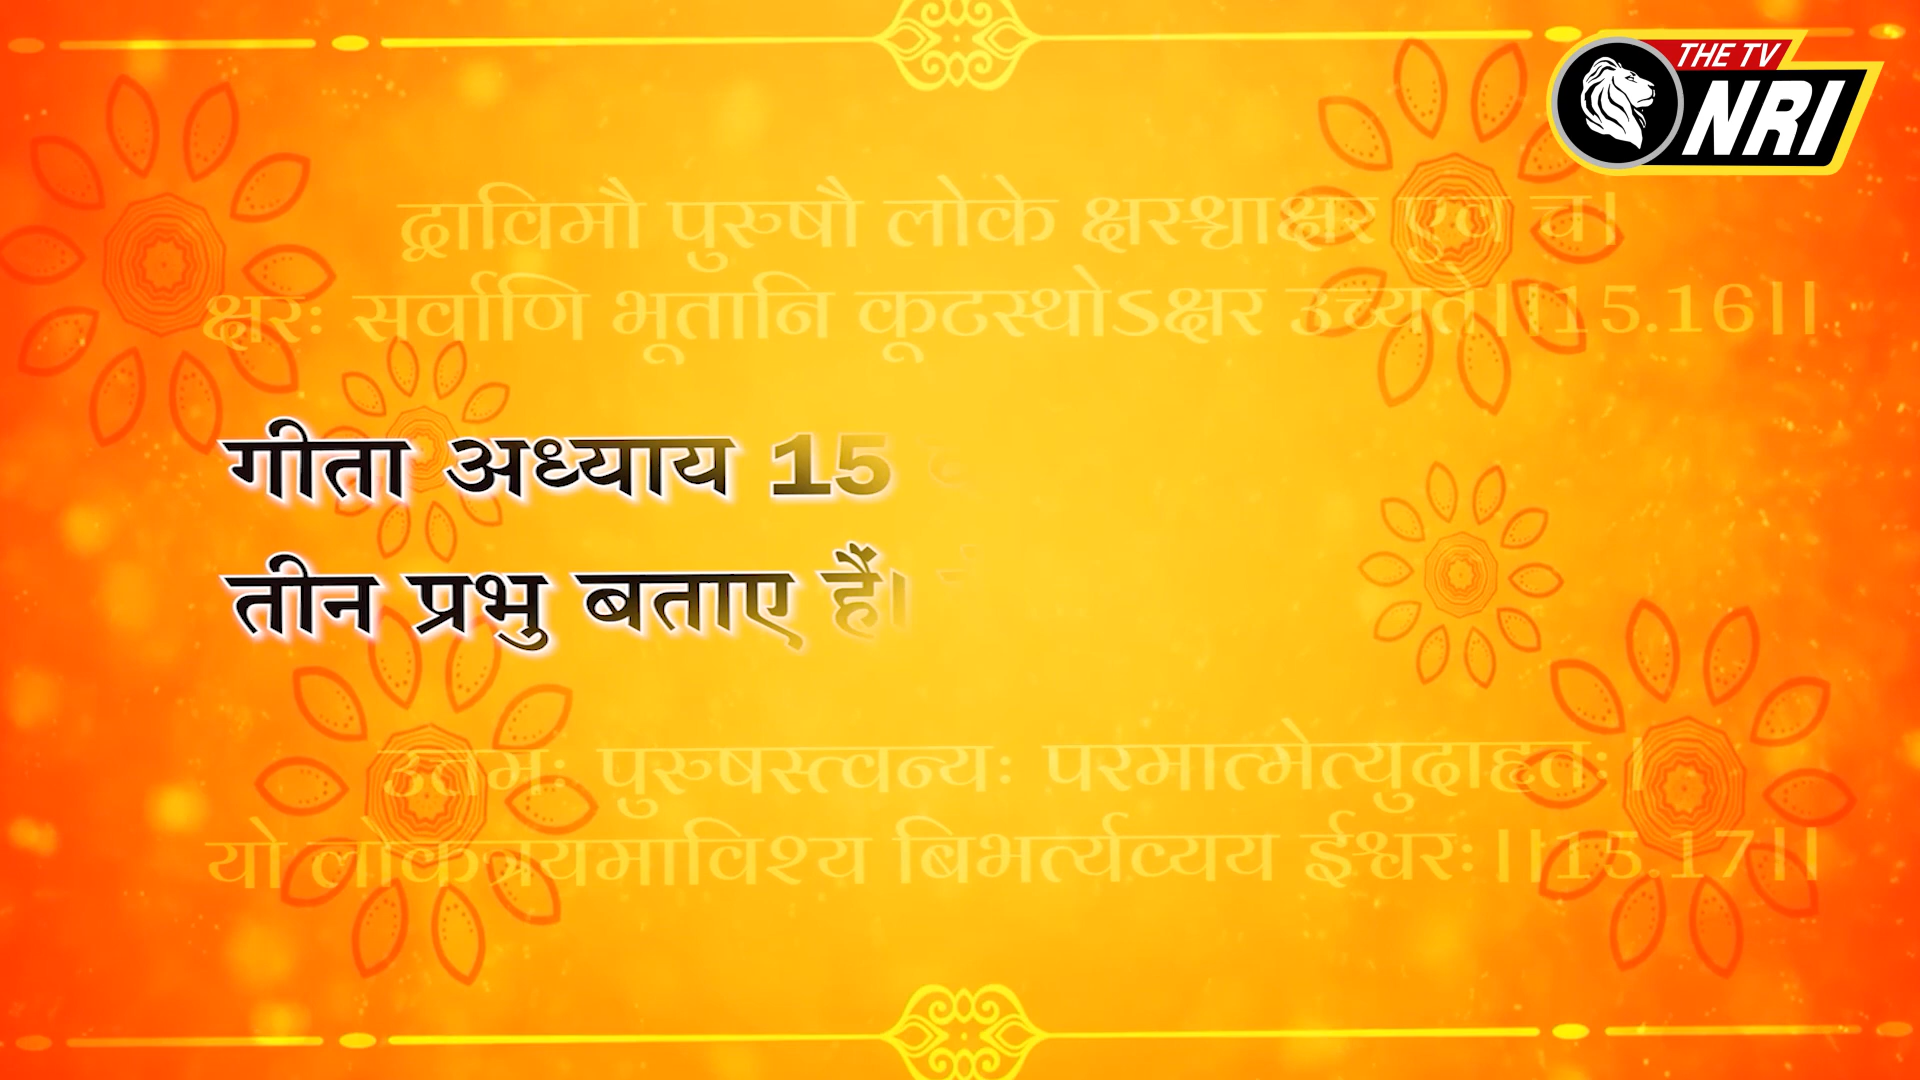 THE TV
NRI
द्वाविमौ पुरुषौ लोके क्षरश्चाक्षर एव च।
क्षरः सर्वाणि भूतानि कूटस्थोऽक्षर उच्यते।।15.16।।
गीता अध्याय 15
तीन प्रभु बताए हैं।
उत्तमः पुरुषस्त्वन्यः परमात्मेत्युदाहृतः।
यो लोकत्रयमाविश्य बिभर्त्यव्यय ईश्वरः।।15.17।।